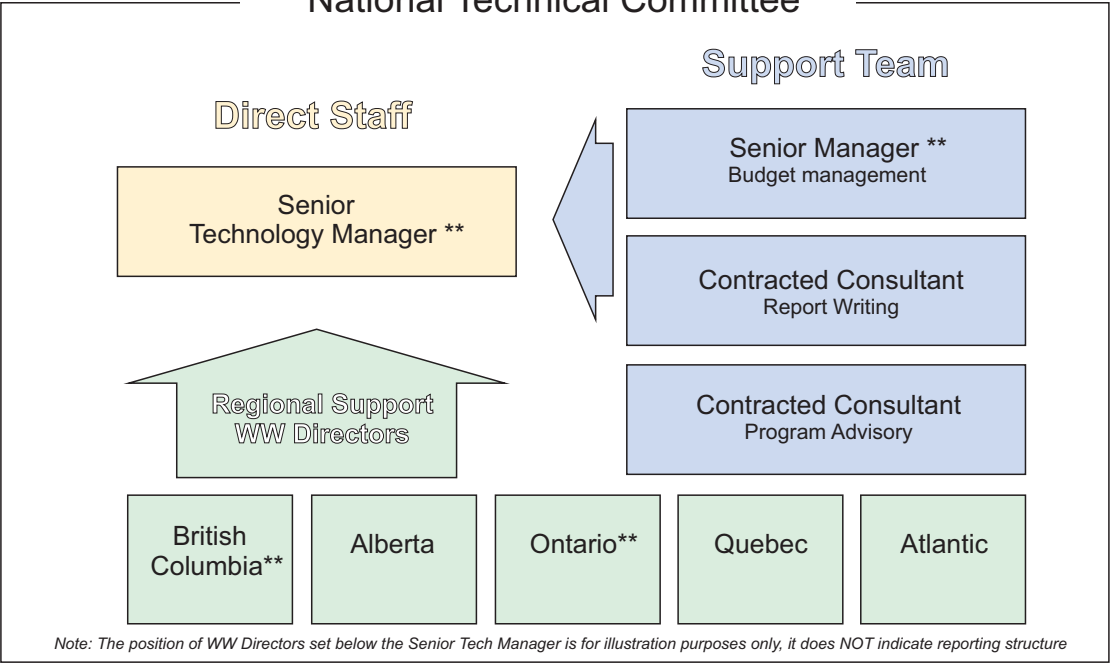 National Technical Committee
Support Team
Direct Staff
Senior Manager **
Budget management
Senior
Technology Manager **
Contracted Consultant
Report Writing
Contracted Consultant
Program Advisory
Regional Support
WW Directors
British
Columbia**
Alberta
Ontario**
Quebec
Atlantic
Note: The position of WW Directors set below the Senior Tech Manager is for illustration purposes only, it does NOT indicate reporting structure